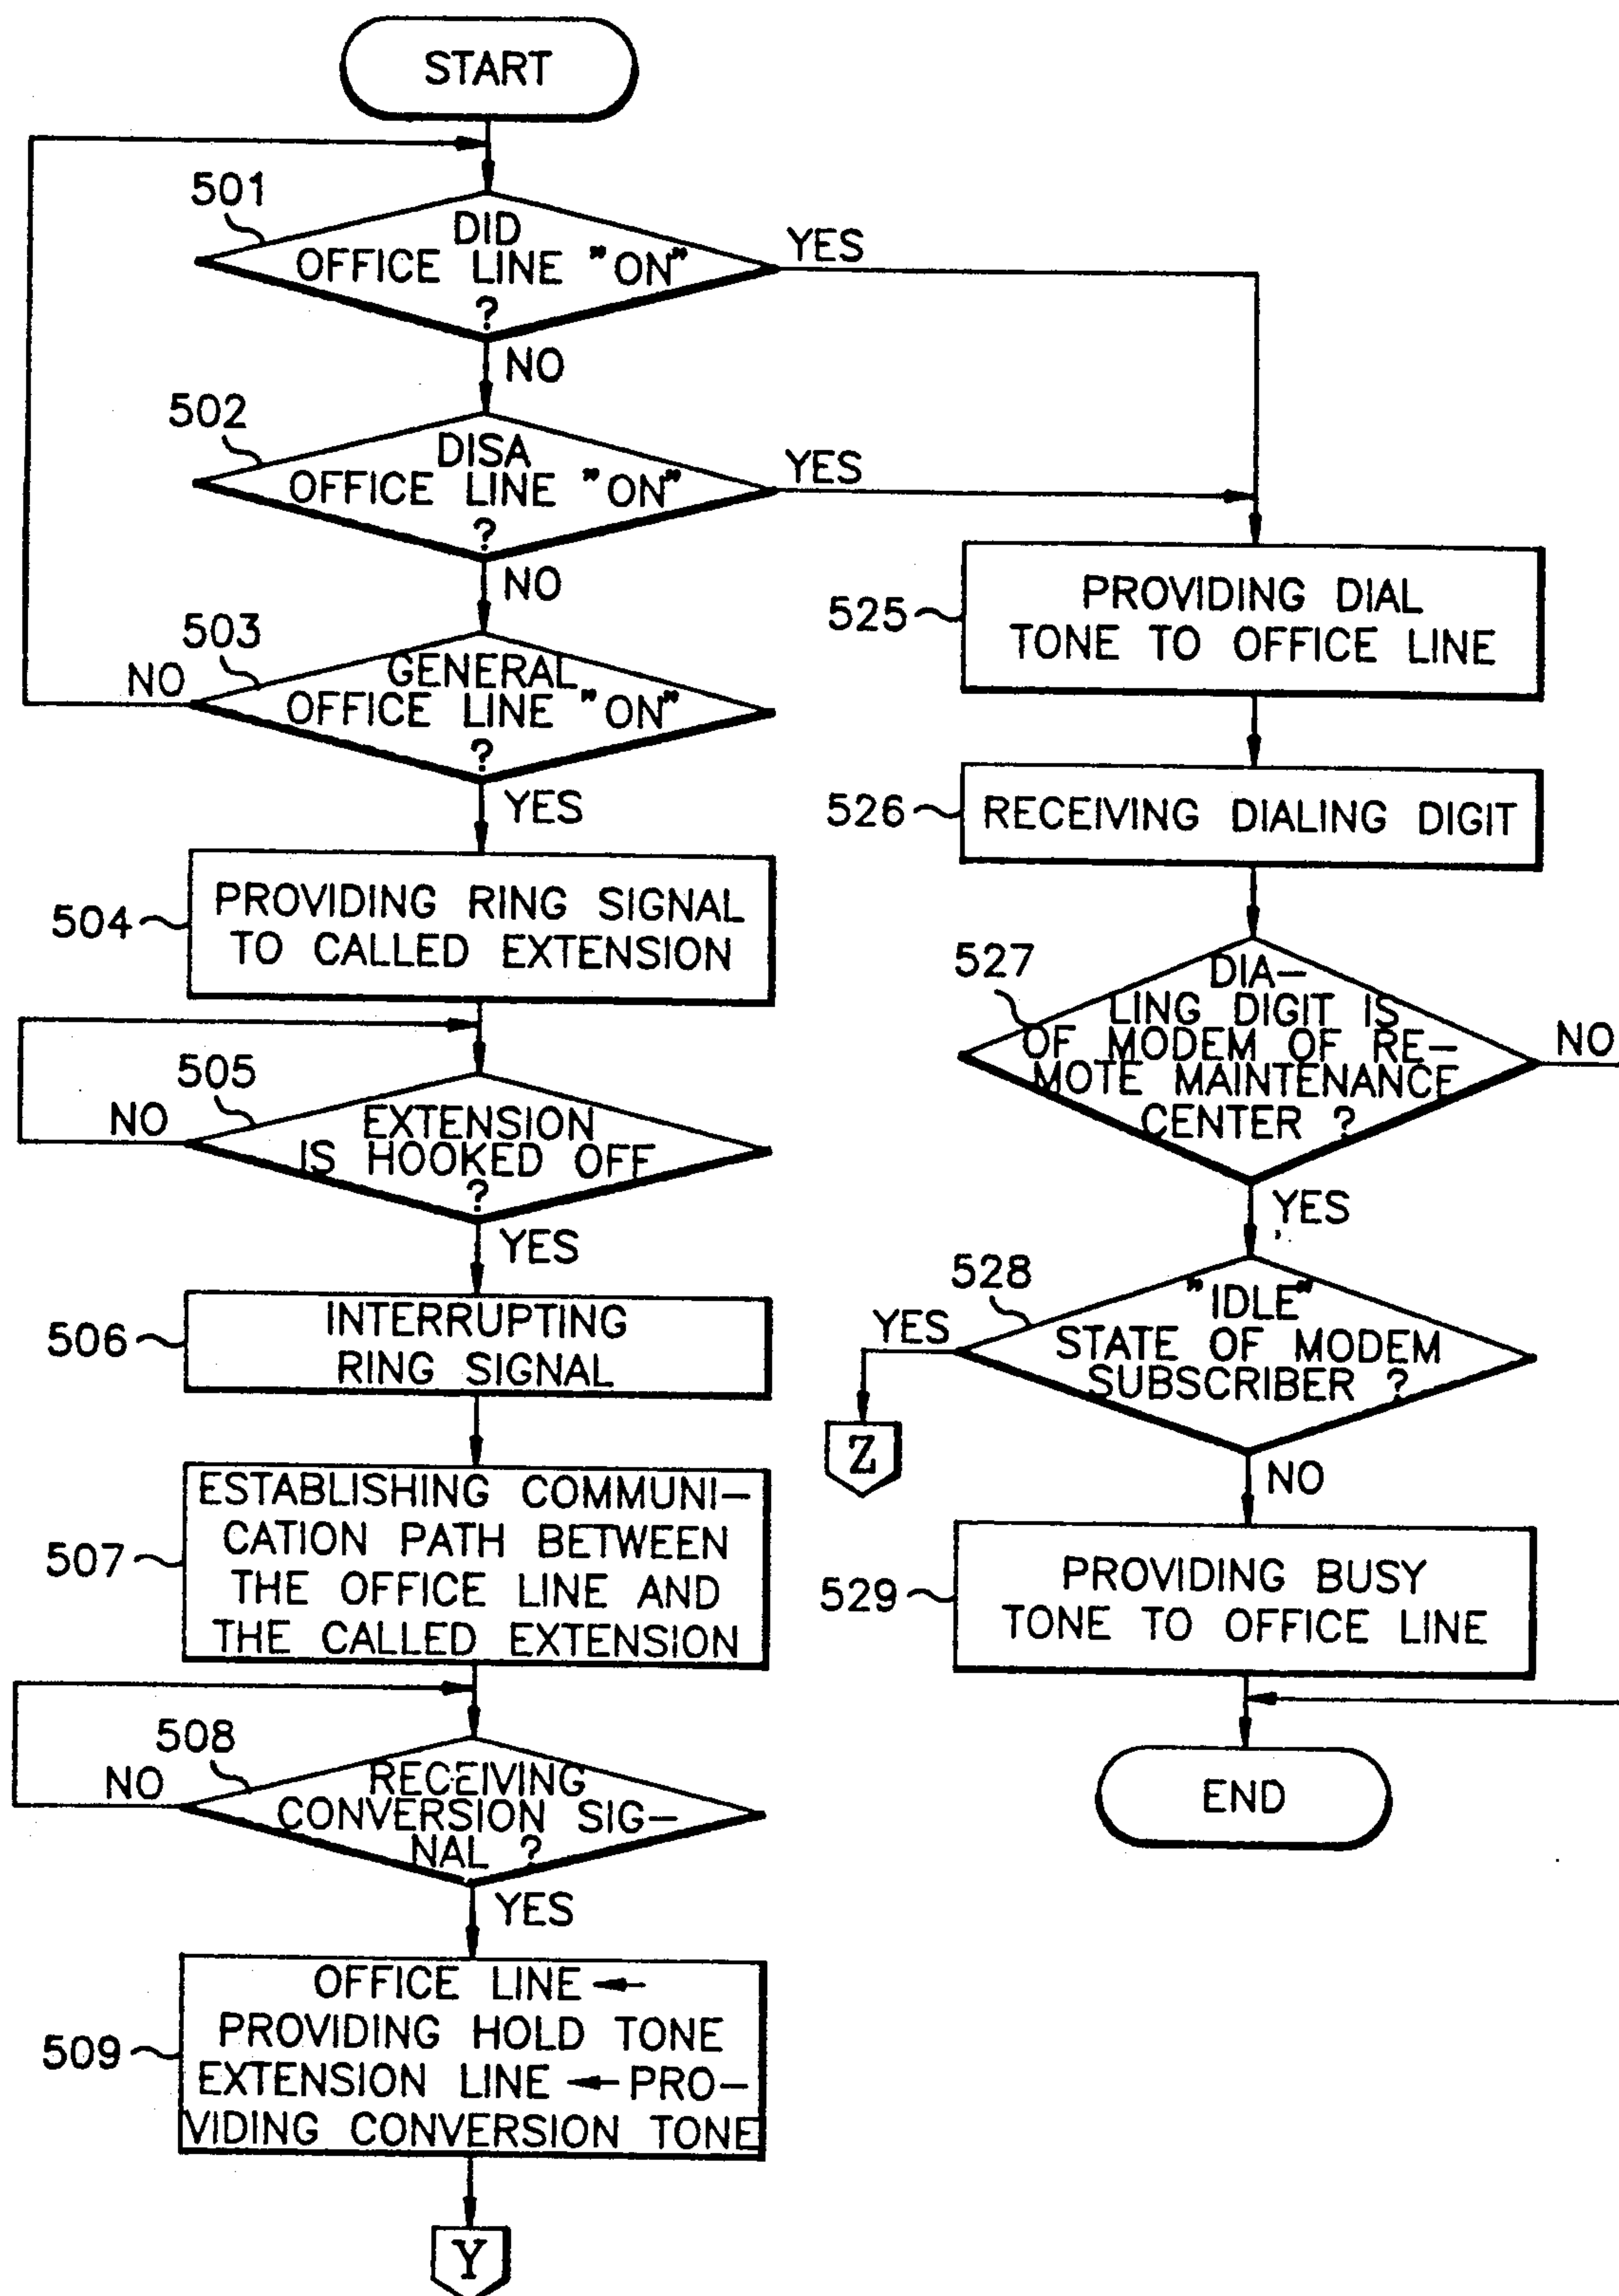 START
501
DID
OFFICE LINE "ON"
?
YES
NO
502
DISA
OFFICE LINE "ON"
?
YES
NO
503
GENERAL
OFFICE LINE "ON"
?
NO
YES
504
PROVIDING RING SIGNAL
TO CALLED EXTENSION
505
EXTENSION
IS HOOKED OFF
?
NO
YES
506
INTERRUPTING
RING SIGNAL
507
ESTABLISHING COMMUNI-
CATION PATH BETWEEN
THE OFFICE LINE AND
THE CALLED EXTENSION
508
RECEIVING
CONVERSION SIG-
NAL ?
NO
YES
509
OFFICE LINE ←
PROVIDING HOLD TONE
EXTENSION LINE ← PRO-
VIDING CONVERSION TONE
Y
525
PROVIDING DIAL
TONE TO OFFICE LINE
526
RECEIVING DIALING DIGIT
527
DIA-
LING DIGIT IS
OF MODEM OF RE-
MOTE MAINTENANCE
CENTER ?
NO
YES
528
"IDLE"
STATE OF MODEM
SUBSCRIBER ?
YES
Z
NO
529
PROVIDING BUSY
TONE TO OFFICE LINE
END